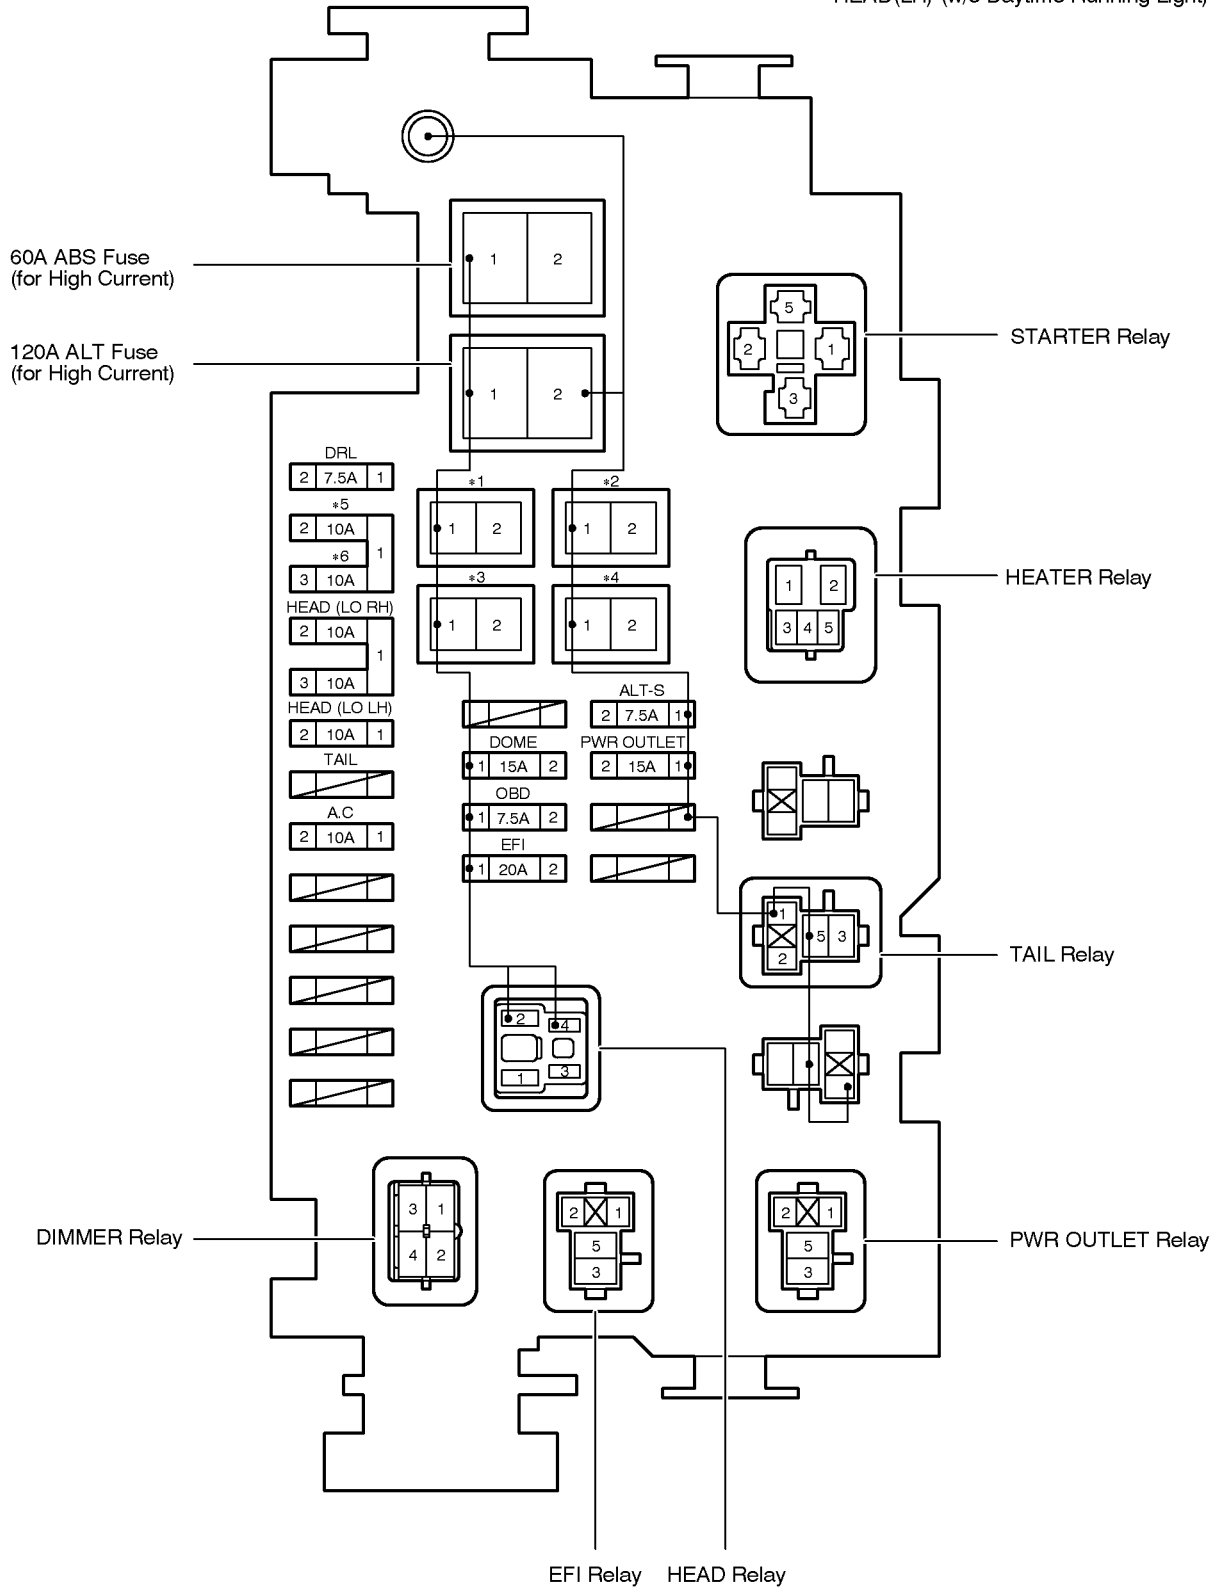 HEAD(LH) (w/o Daytime Running Light)
60A ABS Fuse
(for High Current)
1 2
120A ALT Fuse
(for High Current)
1 2
5
2 1
3
STARTER Relay
DRL
2 7.5A 1
*5
2 10A
1
*6
3 10A
HEAD (LO RH)
2 10A
1
3 10A
HEAD (LO LH)
2 10A 1
TAIL
A.C
2 10A 1
*1
1 2
*2
1 2
*3
1 2
*4
1 2
1 2
3 4 5
HEATER Relay
ALT-S
2 7.5A 1
DOME
1 15A 2
PWR OUTLET
2 15A 1
OBD
1 7.5A 2
EFI
1 20A 2
1
5 3
2
TAIL Relay
2 4
1 3
3 1
4 2
DIMMER Relay
2 1
5
3
2 1
5
3
PWR OUTLET Relay
EFI Relay
HEAD Relay